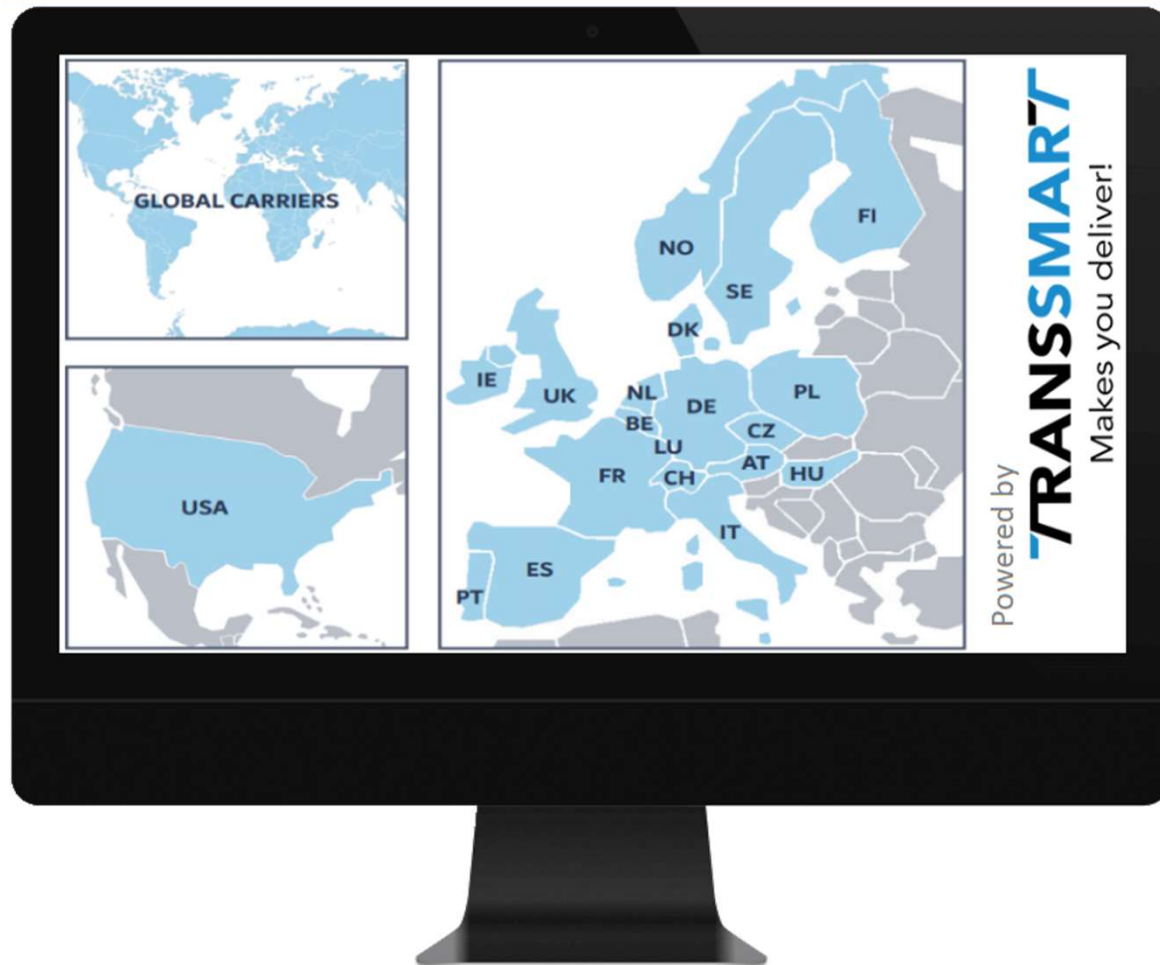 GLOBAL CARRIERS
USA
NO
SE
FI
DK
IE
UK
NL
BE
LU
DE
PL
CZ
FR
CH
AT
HU
IT
ES
PT
Powered by
TRANSSMART
Makes you deliver!